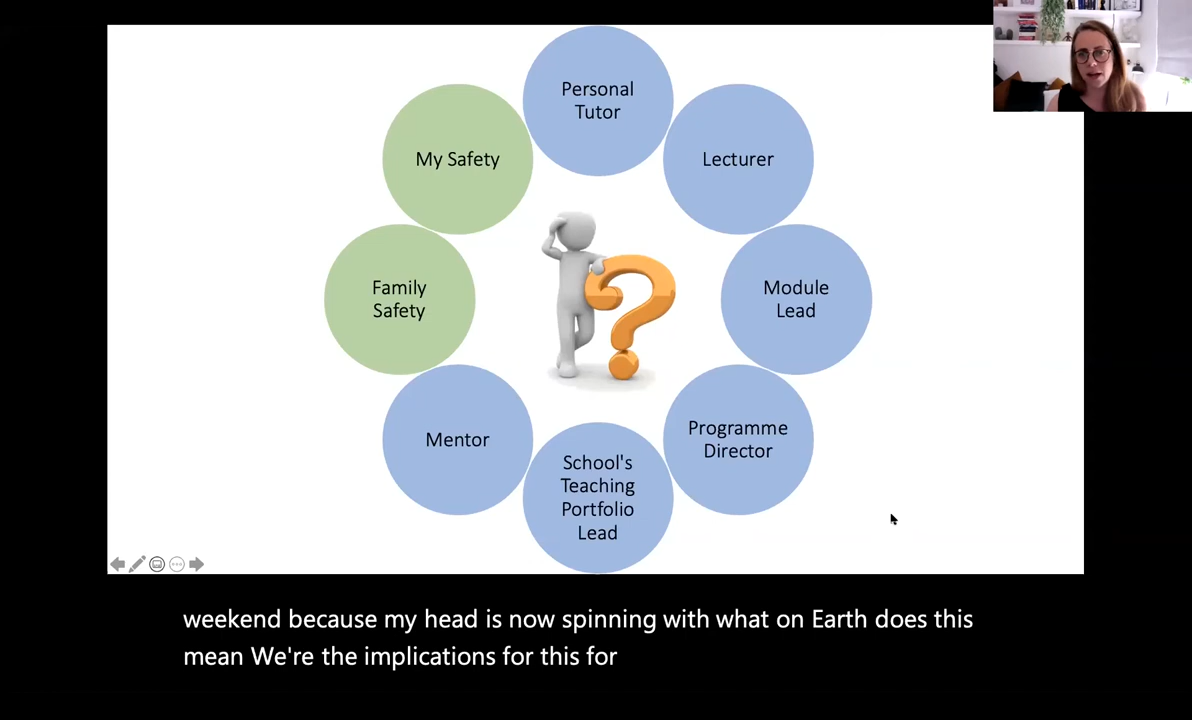 Personal
Tutor
My Safety
Lecturer
Family
Safety
Module
Lead
Mentor
Programme
Director
School's
Teaching
Portfolio
Lead
weekend because my head is now spinning with what on Earth does this
mean We're the implications for this for